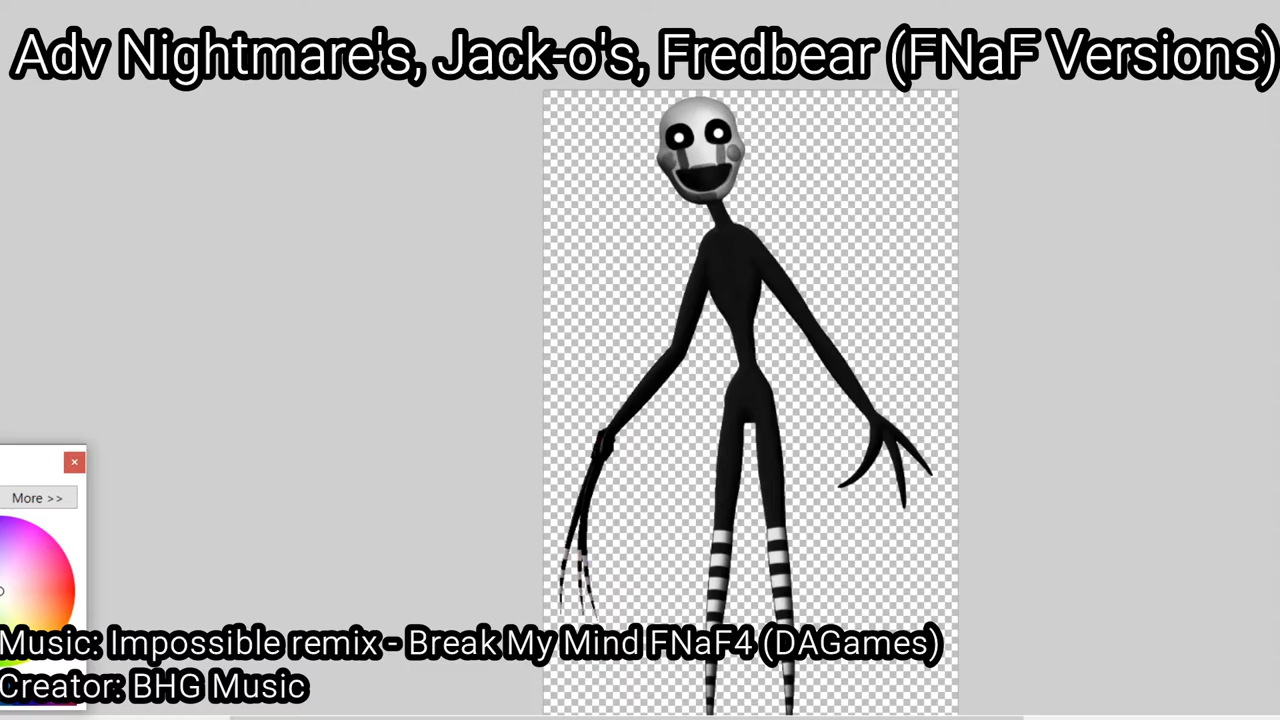 Adv Nightmare's, Jack-o's, Fredbear (FNaF Versions)
More >>
Music: Impossible remix - Break My Mind FNaF4 (DAGames)
Creator: BHG Music